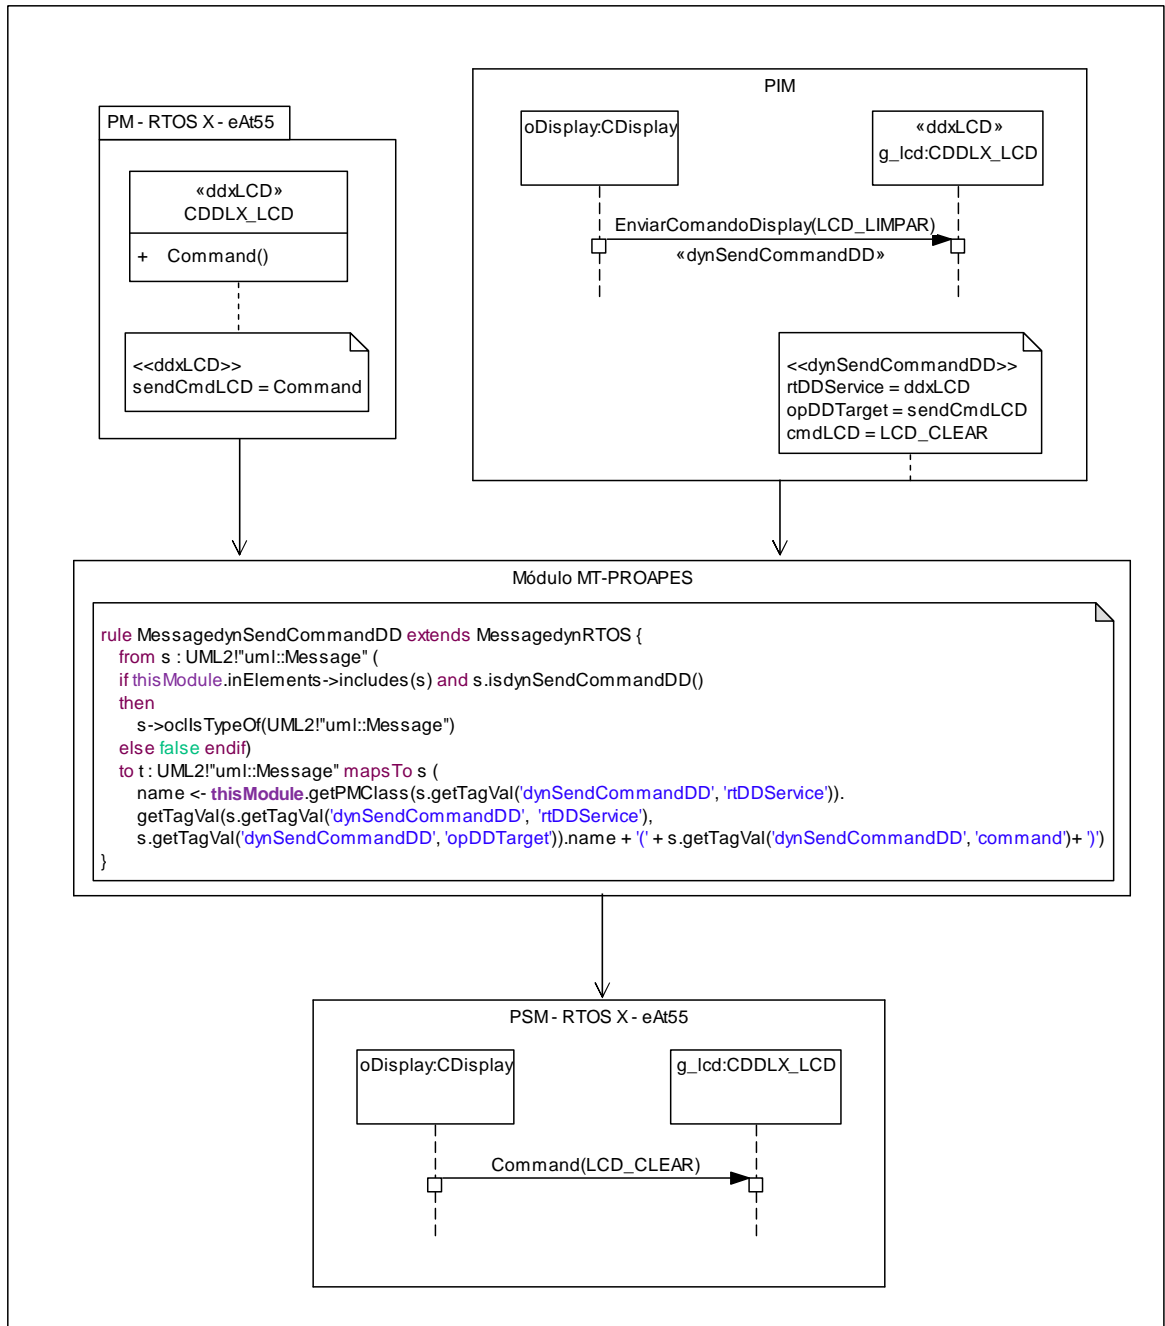 PM - RTOS X - eAt55
«ddxLCD»
CDDLX_LCD
+ Command()
<<ddxLCD>>
sendCmdLCD = Command
PIM
oDisplay:CDisplay
«ddxLCD»
g_lcd:CDDLX_LCD
EnviarComandoDisplay(LCD_LIMPAR)
«dynSendCommandDD»
<<dynSendCommandDD>>
rtDDService = ddxLCD
opDDTarget = sendCmdLCD
cmdLCD = LCD_CLEAR
Módulo MT-PROAPES
rule MessagedynSendCommandDD extends MessagedynRTOS {
from s : UML2!"uml::Message" (
if thisModule.inElements->includes(s) and s.isdynSendCommandDD()
then
s->oclIsTypeOf(UML2!"uml::Message")
else false endif)
to t : UML2!"uml::Message" mapsTo s (
name <- thisModule.getPMClass(s.getTagVal('dynSendCommandDD', 'rtDDService')).
getTagVal(s.getTagVal('dynSendCommandDD', 'rtDDService'),
s.getTagVal('dynSendCommandDD', 'opDDTarget')).name + '(' + s.getTagVal('dynSendCommandDD', 'command')+ ')')
}
PSM - RTOS X - eAt55
oDisplay:CDisplay
g_lcd:CDDLX_LCD
Command(LCD_CLEAR)